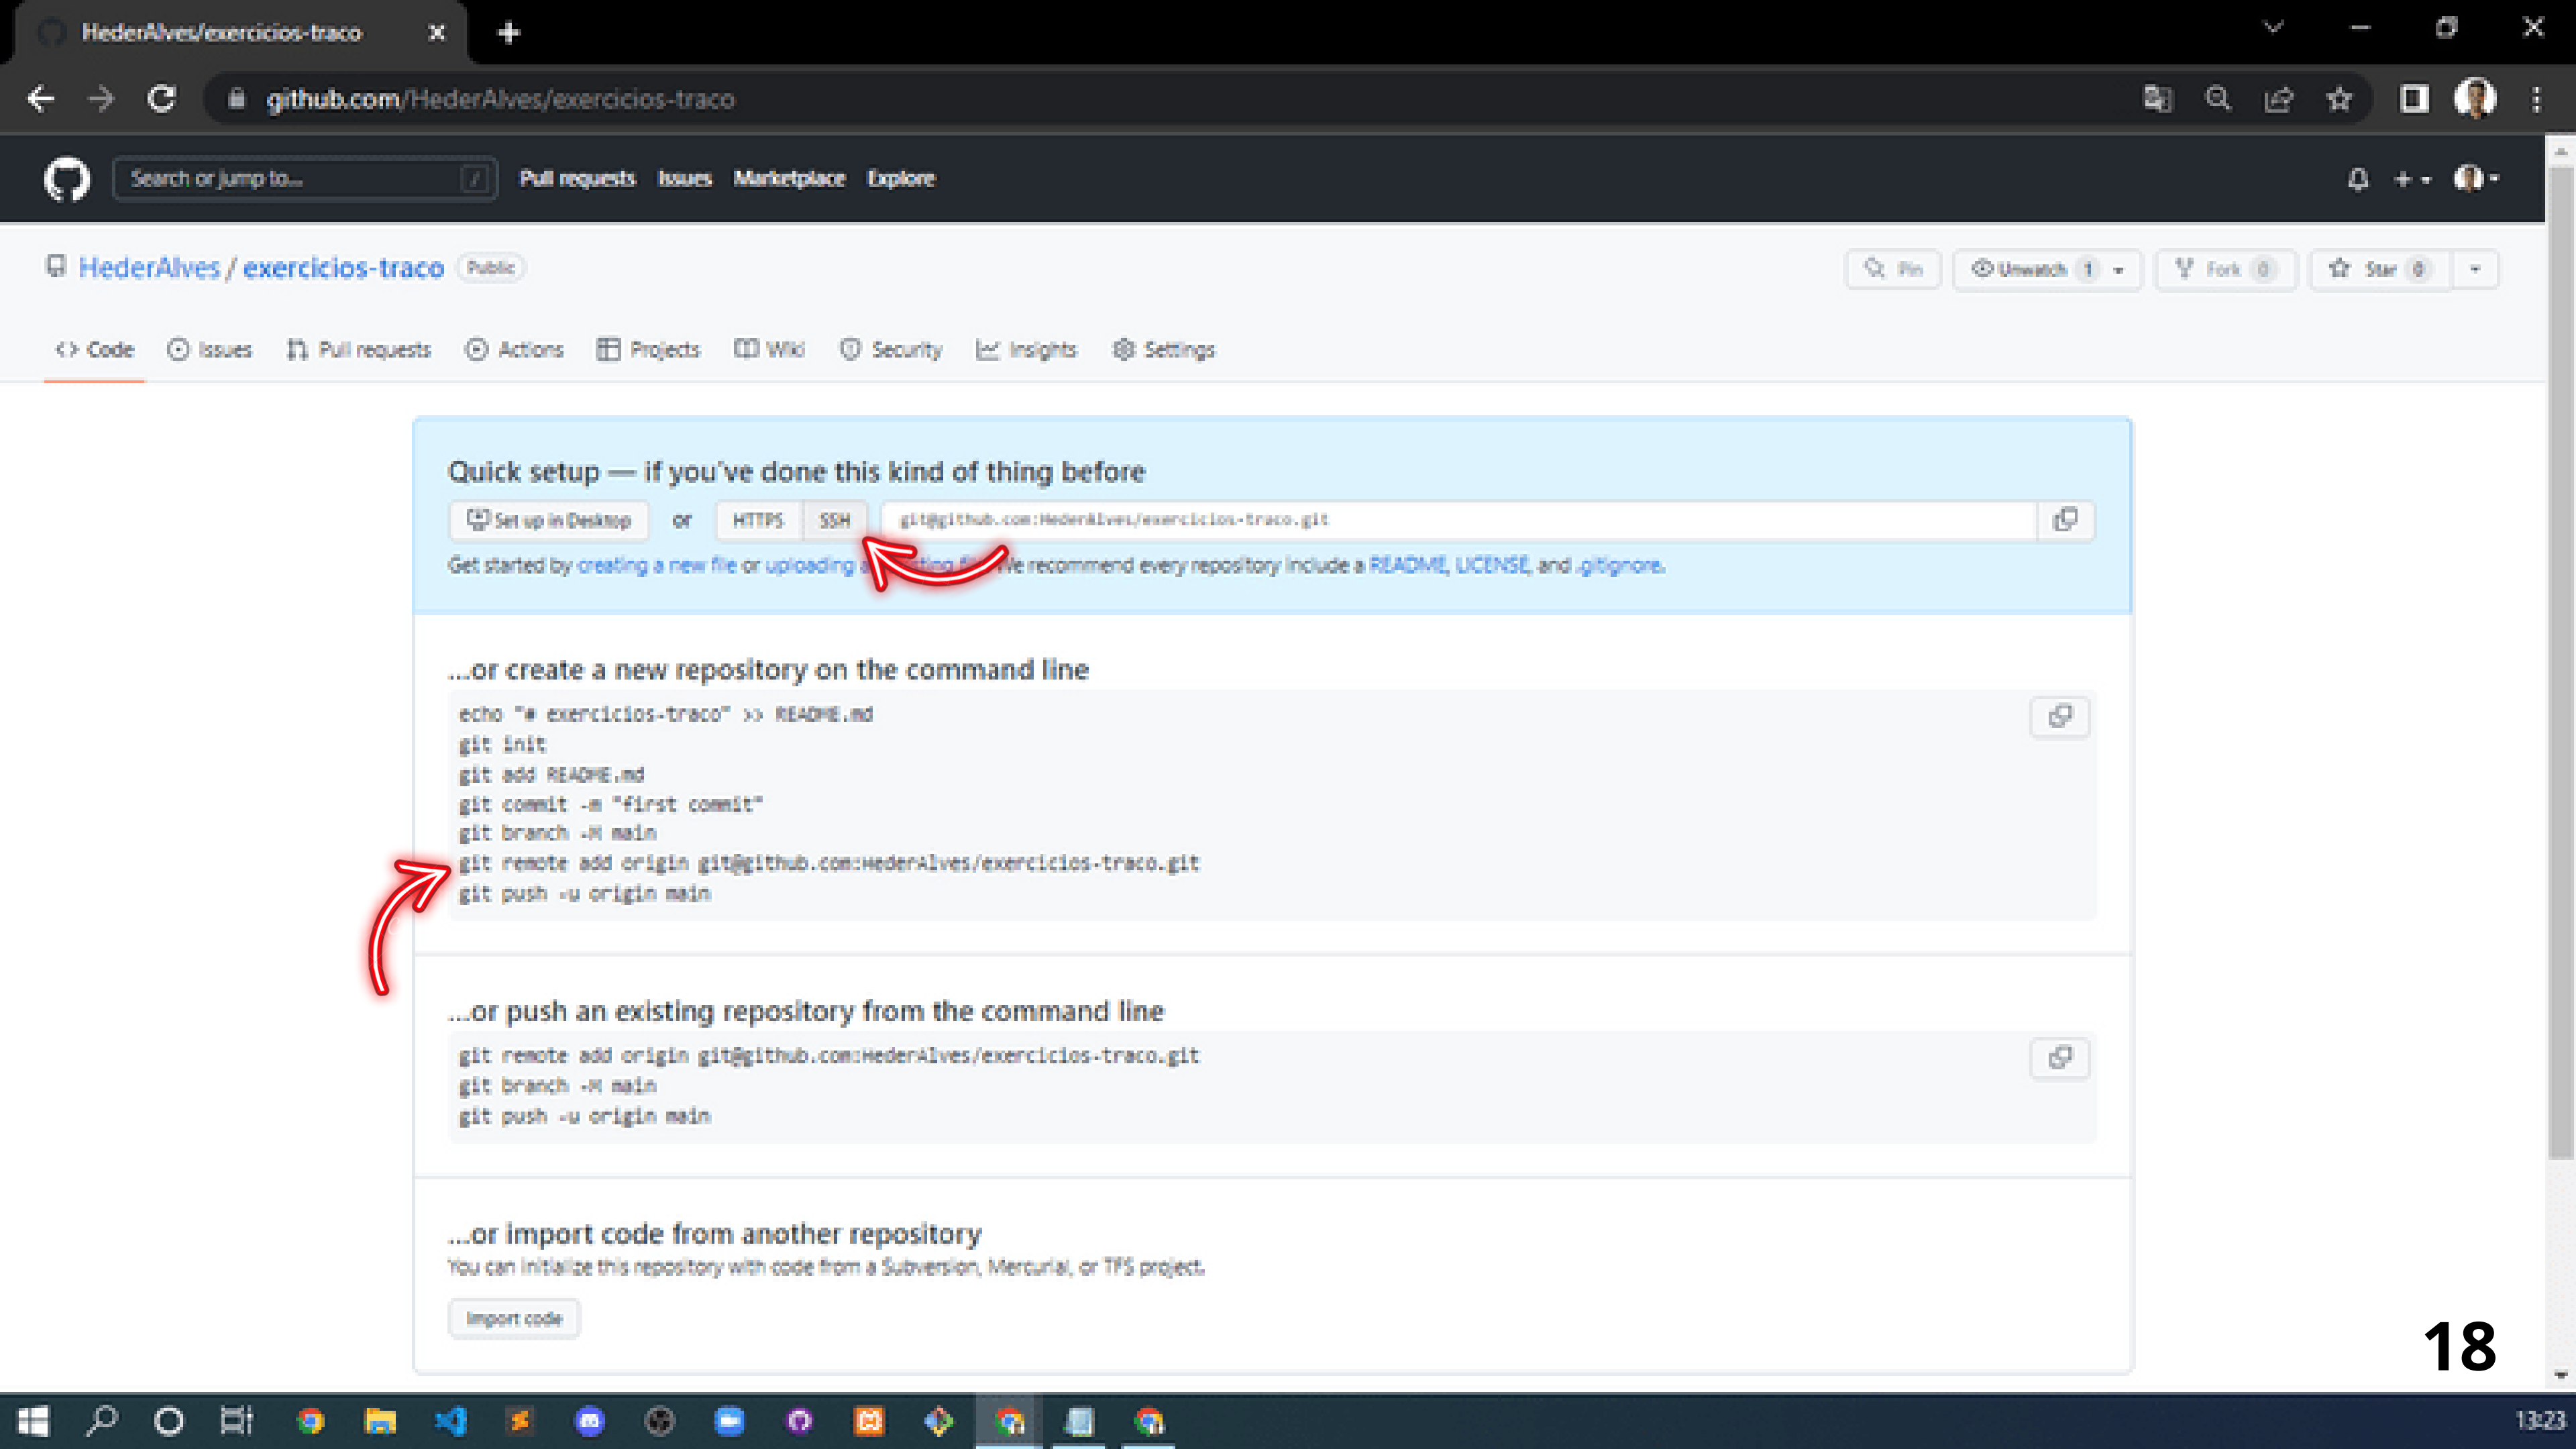 HederAlves/exercicios-traco
github.com/HederAlves/exercicios-traco
Search or jump to... /
Pull requests Issues Marketplace Explore
HederAlves / exercicios-traco Public
Pin Unwatch 1 Fork 0 Star 0
Code Issues Pull requests Actions Projects Wiki Security Insights Settings
Quick setup — if you've done this kind of thing before
Set up in Desktop or HTTPS SSH git@github.com:HederAlves/exercicios-traco.git
Get started by creating a new file or uploading We recommend every repository include a README, LICENSE, and .gitignore.
...or create a new repository on the command line
echo "# exercicios-traco" >> README.md
git init
git add README.md
git commit -m "first commit"
git branch -M main
git remote add origin git@github.com:HederAlves/exercicios-traco.git
git push -u origin main
...or push an existing repository from the command line
git remote add origin git@github.com:HederAlves/exercicios-traco.git
git branch -M main
git push -u origin main
...or import code from another repository
You can initialize this repository with code from a Subversion, Mercurial, or TFS project.
Import code
18
13:23